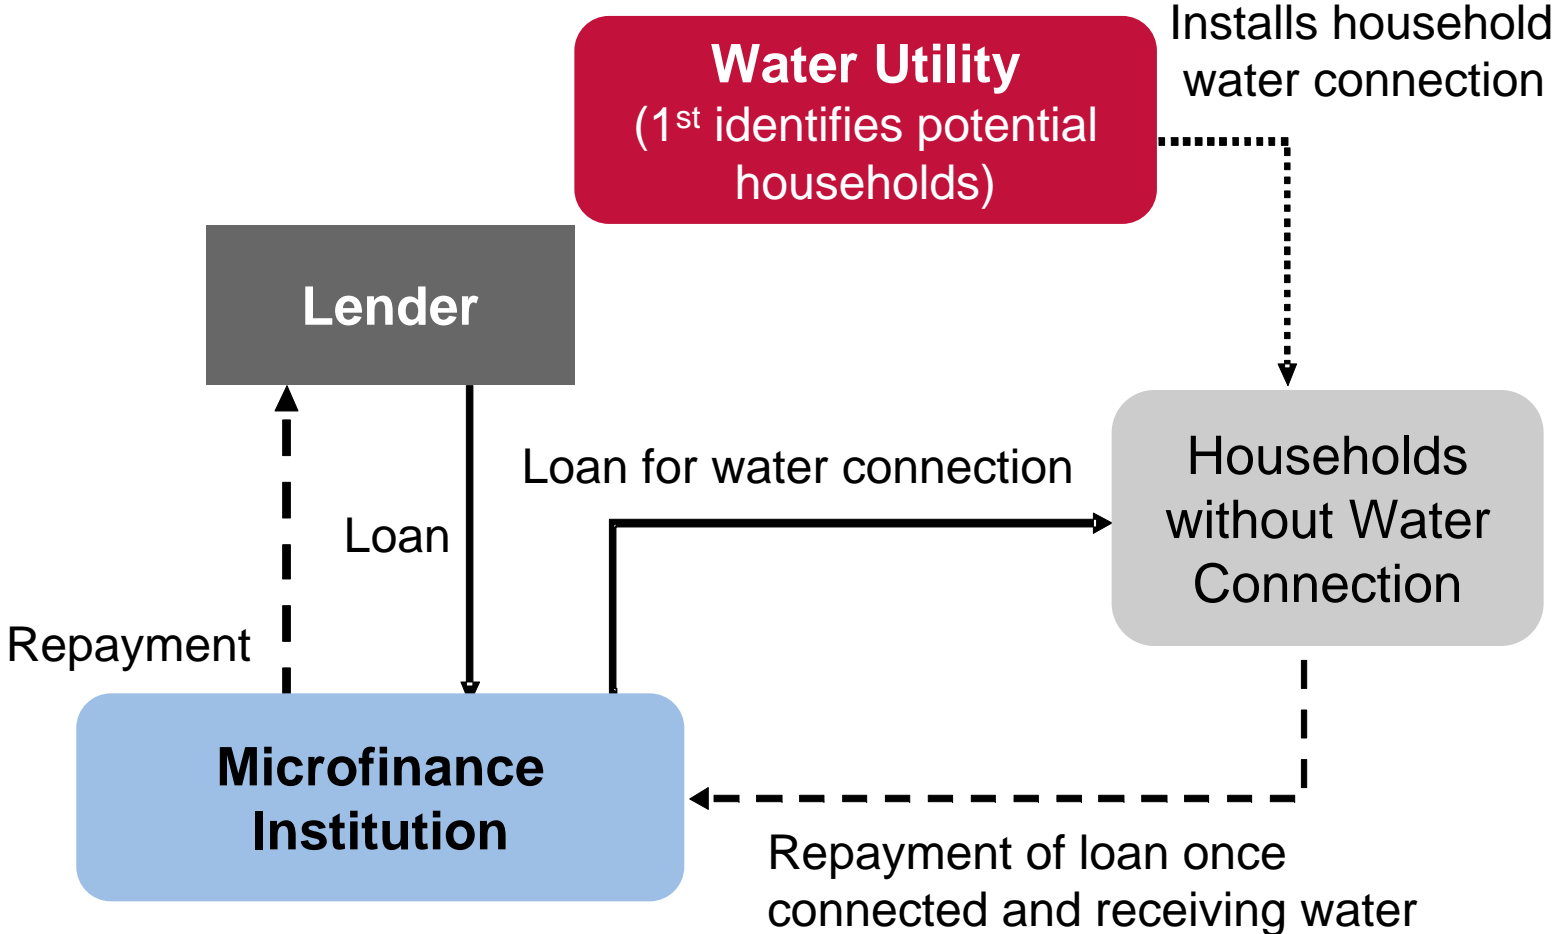 Installs household
water connection
Water Utility
(1st identifies potential
households)
Lender
Loan for water connection
Households
without Water
Connection
Loan
Repayment
Microfinance
Institution
Repayment of loan once
connected and receiving water